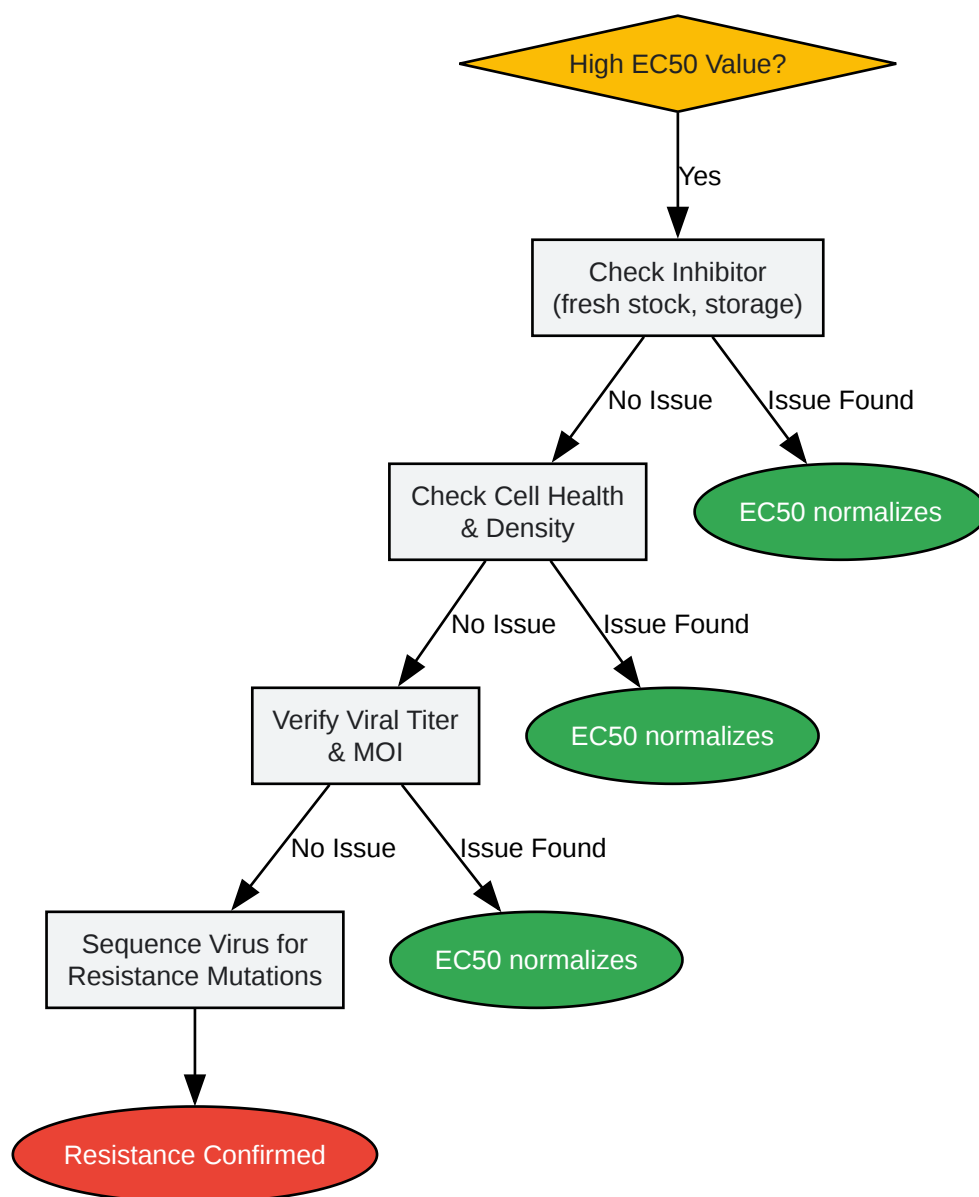 High EC50 Value?
Yes
Check Inhibitor
(fresh stock, storage)
No Issue
Issue Found
Check Cell Health
& Density
EC50 normalizes
No Issue
Issue Found
Verify Viral Titer
& MOI
EC50 normalizes
No Issue
Issue Found
Sequence Virus for
Resistance Mutations
EC50 normalizes
Resistance Confirmed